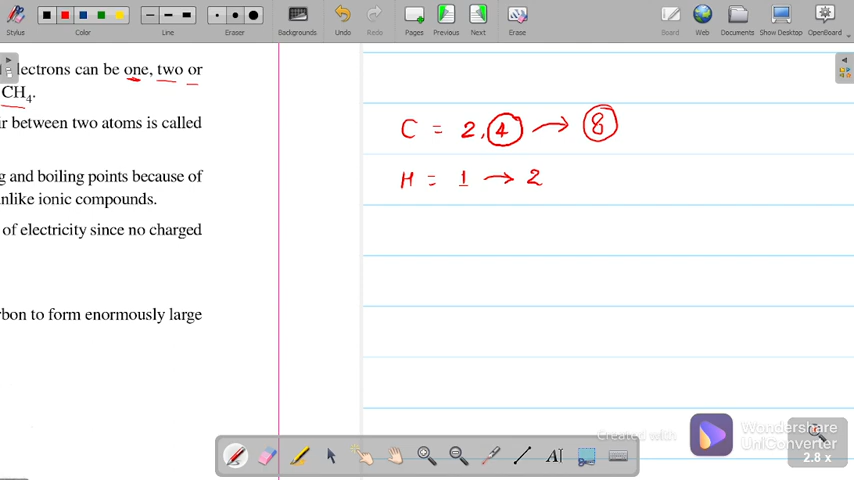 Stylus
Color
Line
Eraser
Backgrounds
Undo
Redo
Pages
Previous
Next
Erase
Board
Web
Documents
Show Desktop
OpenBoard
lectrons can be one, two or
CH₄.
ir between two atoms is called
g and boiling points because of
nlike ionic compounds.
of electricity since no charged
rbon to form enormously large
C = 2, 4 → 8
H = 1 → 2
Created with
Wondershare
UniConverter
2.8 x